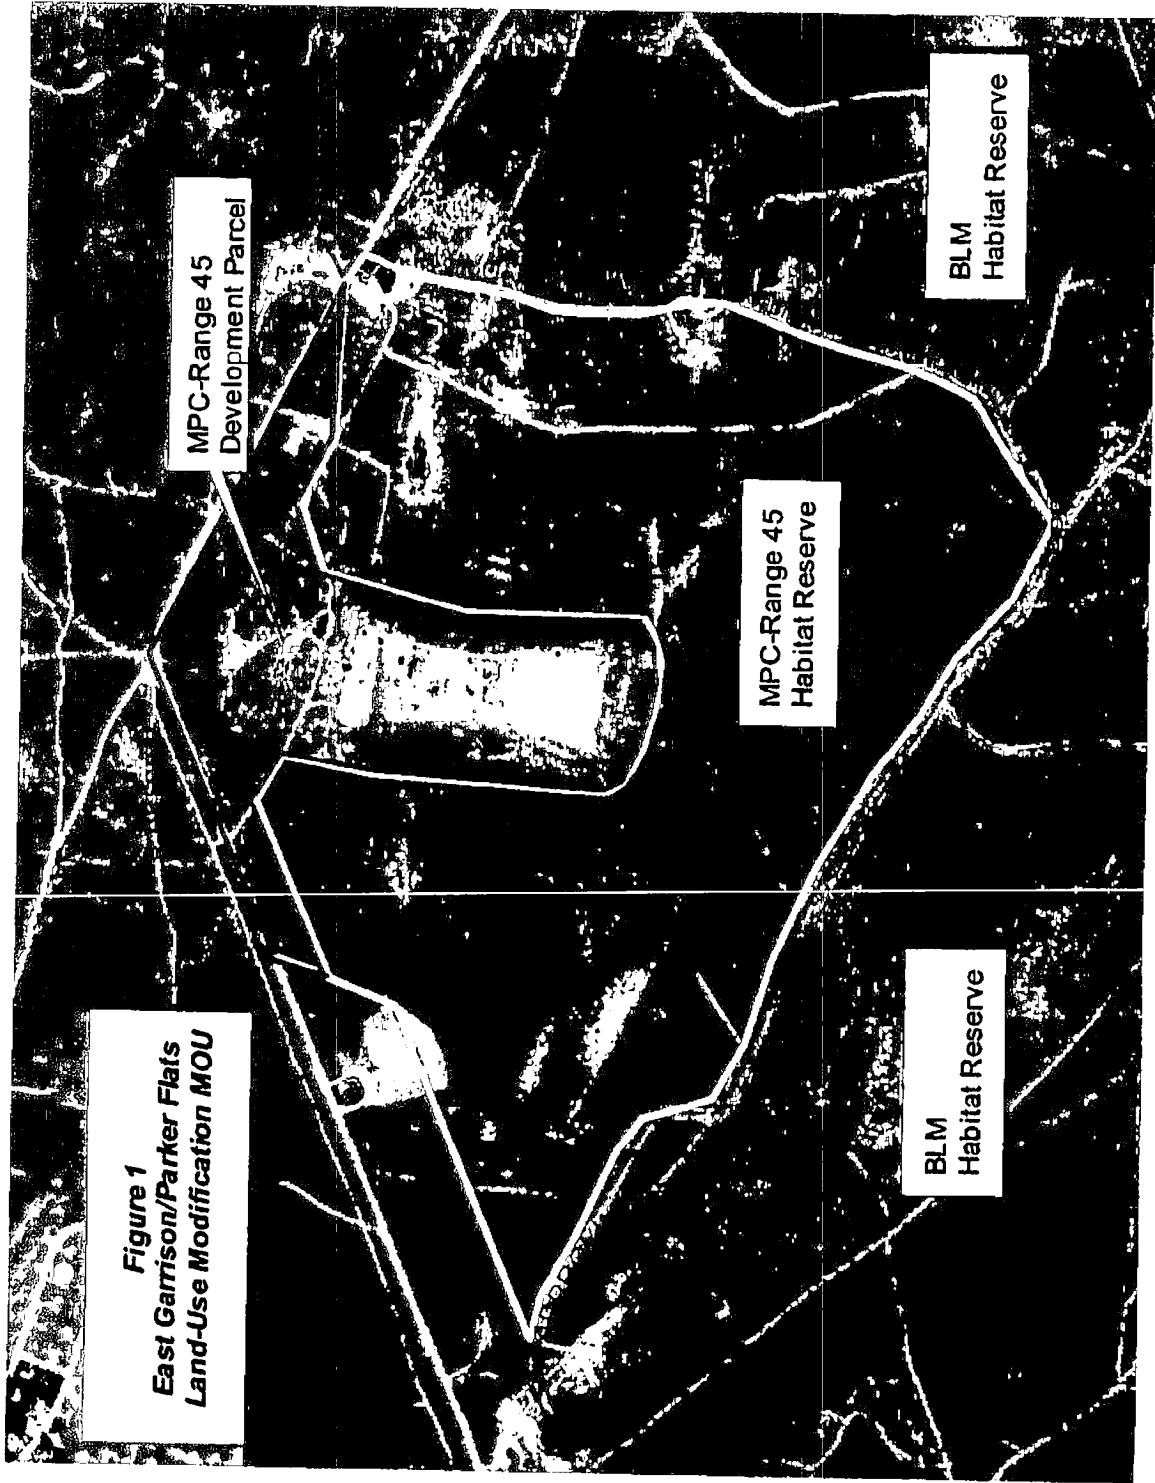 Figure 1
East Garrison/Parker Flats
Land-Use Modification MOU
MPC-Range 45
Development Parcel
MPC-Range 45
Habitat Reserve
BLM
Habitat Reserve
BLM
Habitat Reserve